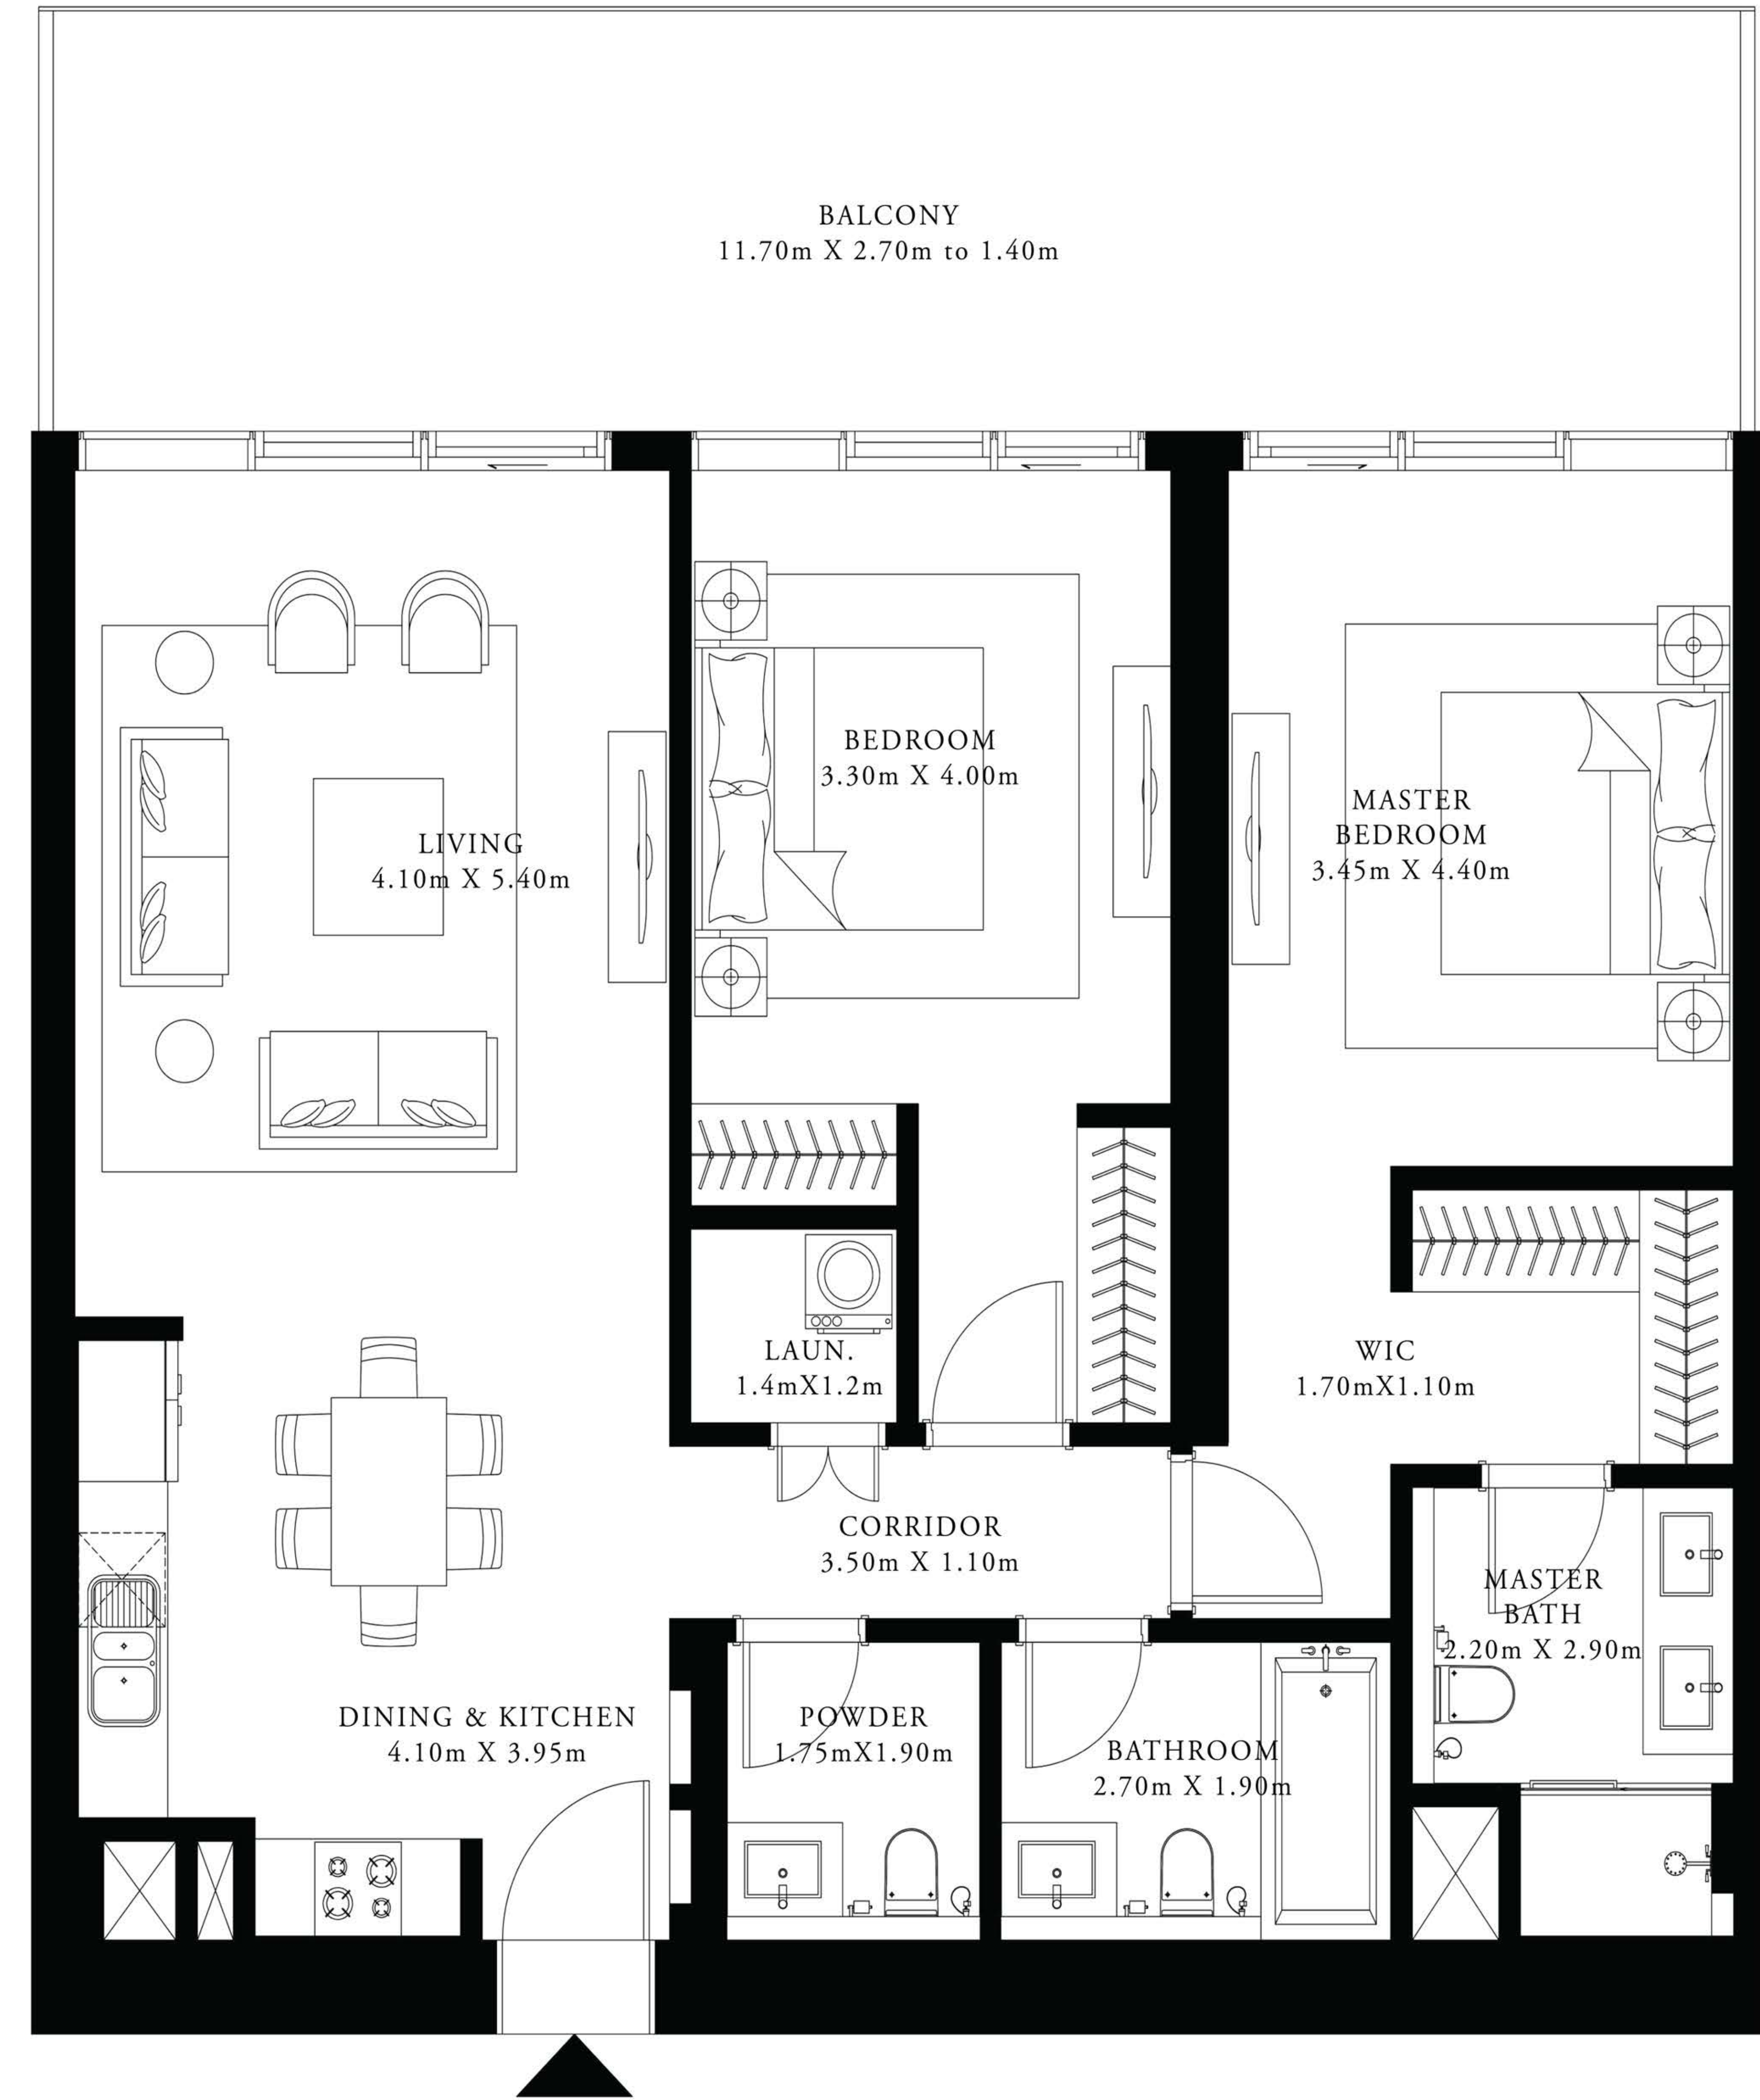 BALCONY
11.70m X 2.70m to 1.40m
BEDROOM
3.30m X 4.00m
MASTER
BEDROOM
3.45m X 4.40m
LIVING
4.10m X 5.40m
LAUN.
1.4mX1.2m
WIC
1.70mX1.10m
CORRIDOR
3.50m X 1.10m
MASTER
BATH
2.20m X 2.90m
DINING & KITCHEN
4.10m X 3.95m
POWDER
1.75mX1.90m
BATHROOM
2.70m X 1.90m